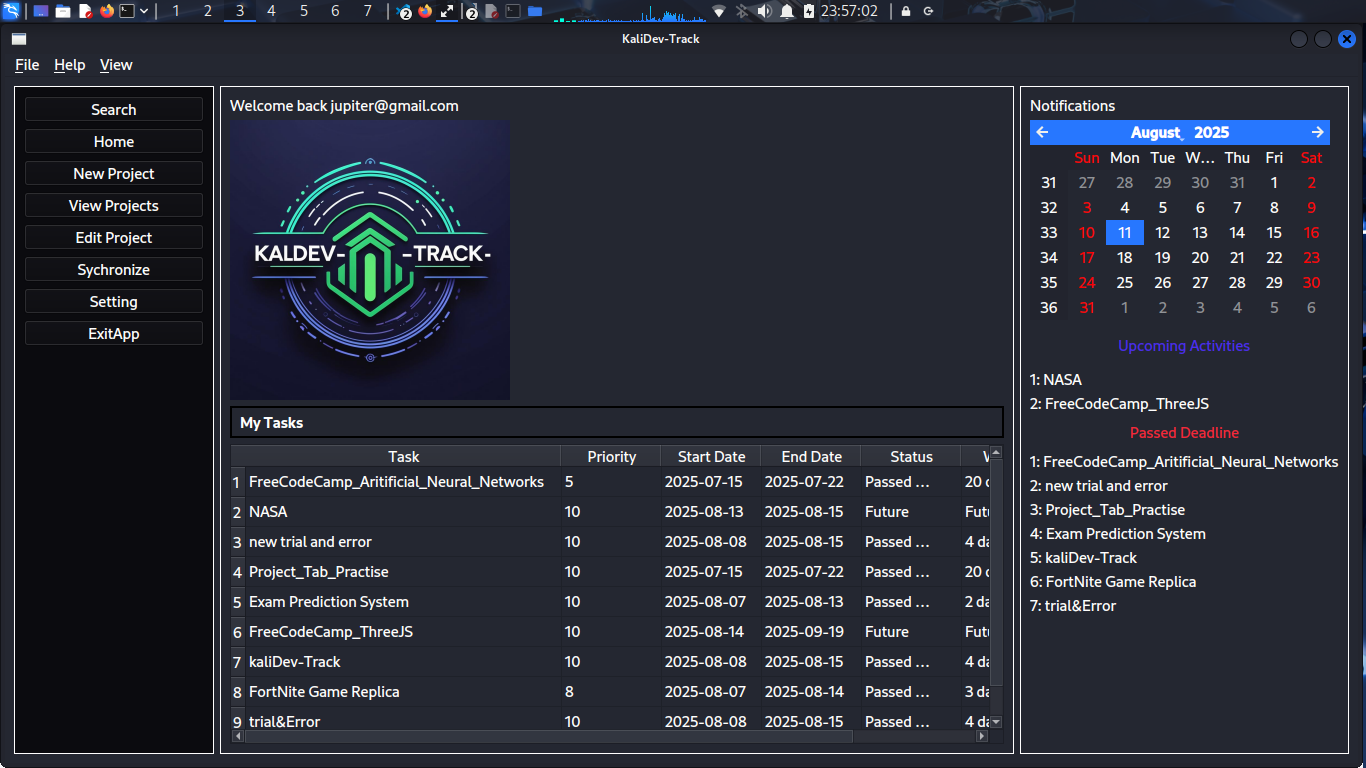 1 2 3 4 5 6 7 2 2 23:57:02
KaliDev-Track
File Help View
Search
Home
New Project
View Projects
Edit Project
Sychronize
Setting
ExitApp
Welcome back jupiter@gmail.com
KALDEV- -TRACK-
My Tasks
Task Priority Start Date End Date Status
1 FreeCodeCamp_Aritificial_Neural_Networks 5 2025-07-15 2025-07-22 Passed ... 20
2 NASA 10 2025-08-13 2025-08-15 Future Fut
3 new trial and error 10 2025-08-08 2025-08-15 Passed ... 4 da
4 Project_Tab_Practise 10 2025-07-15 2025-07-22 Passed ... 20
5 Exam Prediction System 10 2025-08-07 2025-08-13 Passed ... 2 da
6 FreeCodeCamp_ThreeJS 10 2025-08-14 2025-09-19 Future Fut
7 kaliDev-Track 10 2025-08-08 2025-08-15 Passed ... 4 da
8 FortNite Game Replica 8 2025-08-07 2025-08-14 Passed ... 3 da
9 trial&Error 10 2025-08-08 2025-08-15 Passed ... 4 da
Notifications
August, 2025
Sun Mon Tue W... Thu Fri Sat
31 27 28 29 30 31 1 2
32 3 4 5 6 7 8 9
33 10 11 12 13 14 15 16
34 17 18 19 20 21 22 23
35 24 25 26 27 28 29 30
36 31 1 2 3 4 5 6
Upcoming Activities
1: NASA
2: FreeCodeCamp_ThreeJS
Passed Deadline
1: FreeCodeCamp_Aritificial_Neural_Networks
2: new trial and error
3: Project_Tab_Practise
4: Exam Prediction System
5: kaliDev-Track
6: FortNite Game Replica
7: trial&Error